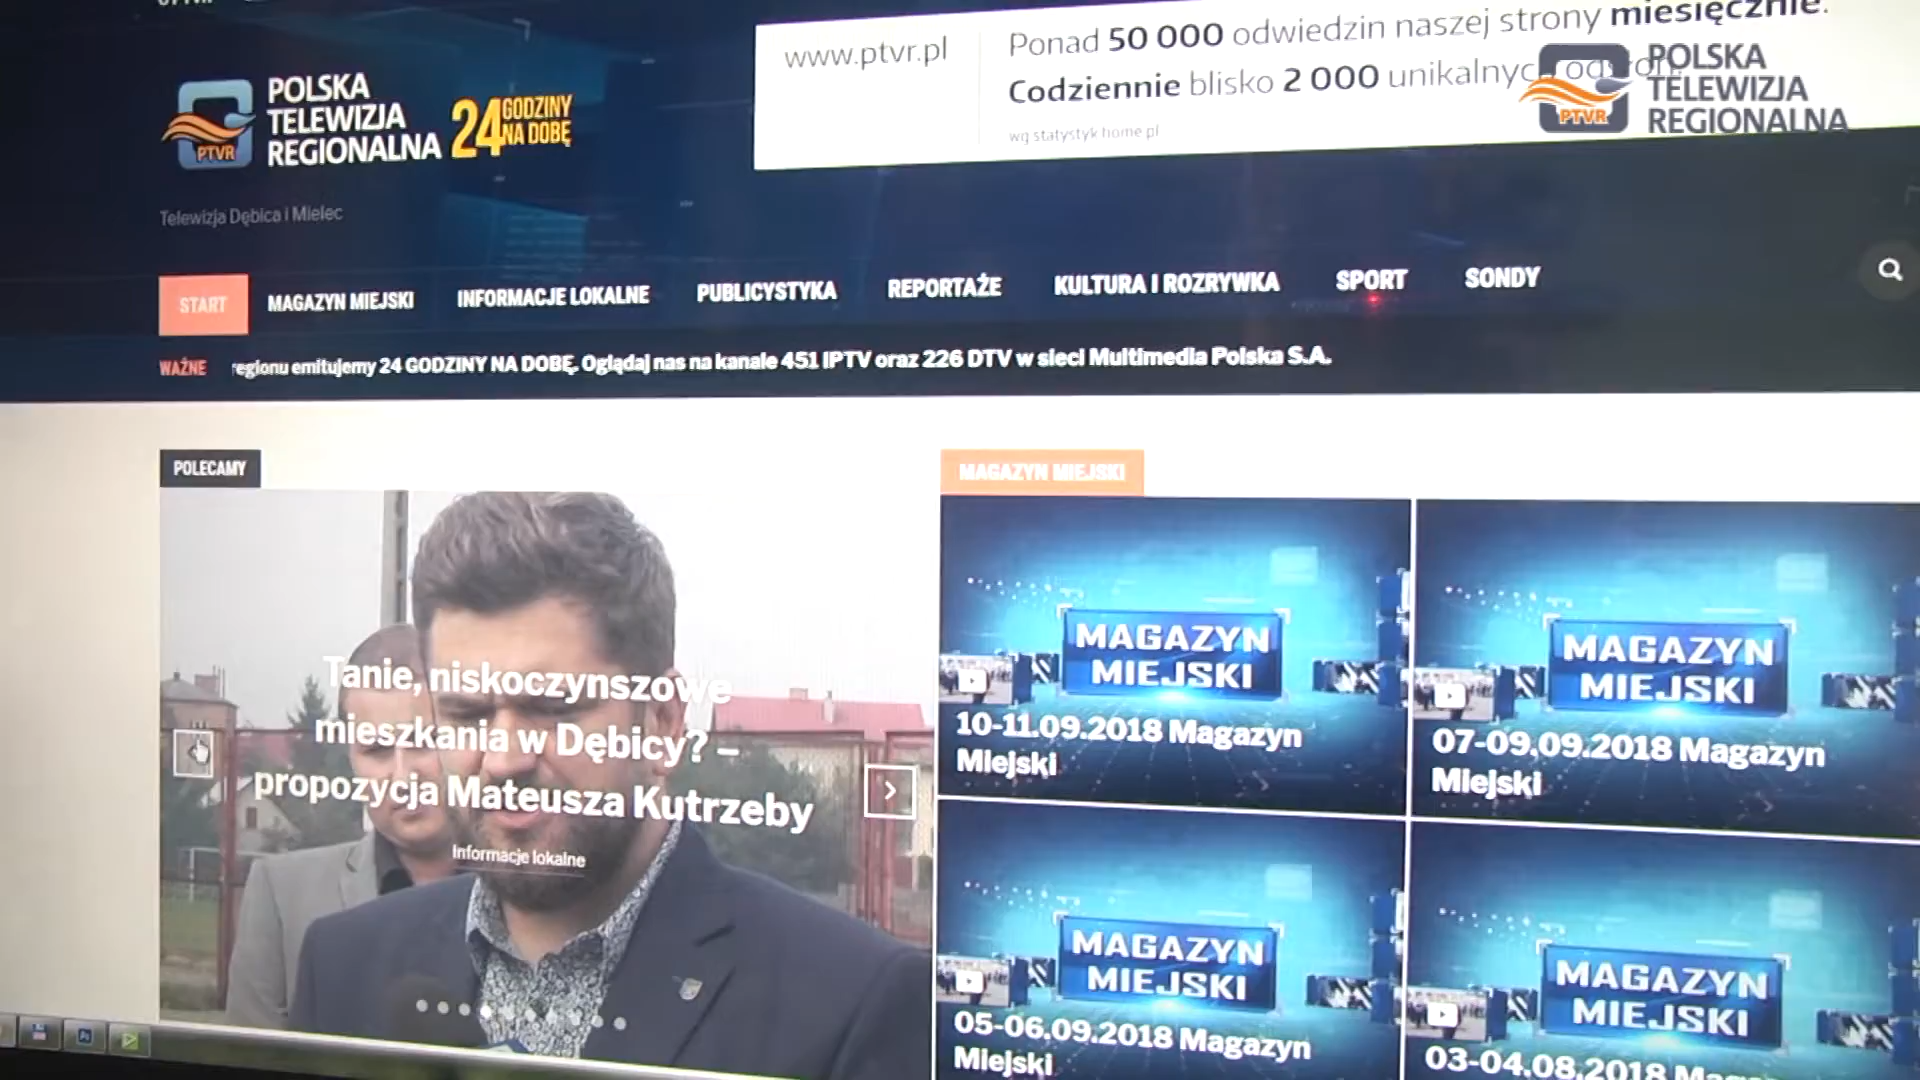 www.ptvr.pl
Ponad 50 000 odwiedzin naszej strony miesięcznie.
Codziennie blisko 2 000 unikalnych
wg statystyk home.pl
POLSKA
TELEWIZJA
REGIONALNA
PTVR
24 GODZINY
NA DOBĘ
POLSKA
TELEWIZJA
REGIONALNA
PTVR
Telewizja Dębica i Mielec
START
MAGAZYN MIEJSKI
INFORMACJE LOKALNE
PUBLICYSTYKA
REPORTAŻE
KULTURA I ROZRYWKA
SPORT
SONDY
WAŻNE
regionu emitujemy 24 GODZINY NA DOBĘ. Oglądaj nas na kanale 451 IPTV oraz 226 DTV w sieci Multimedia Polska S.A.
POLECAMY
Tanie, niskoczynszowe
mieszkania w Dębicy? –
propozycja Mateusza Kutrzeby
Informacje lokalne
MAGAZYN MIEJSKI
MAGAZYN
MIEJSKI
10-11.09.2018 Magazyn
Miejski
MAGAZYN
MIEJSKI
07-09.09.2018 Magazyn
Miejski
MAGAZYN
MIEJSKI
05-06.09.2018 Magazyn
Miejski
MAGAZYN
MIEJSKI
03-04.08.2018